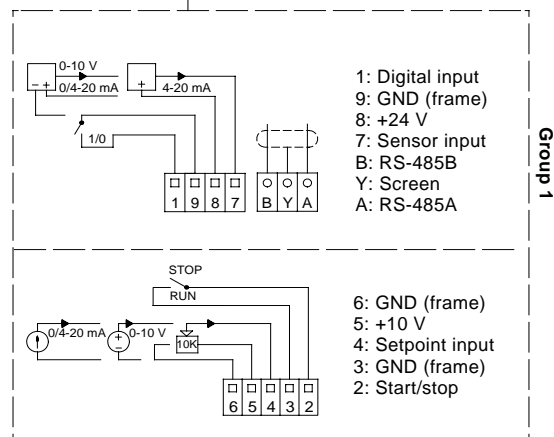 0-10 V
- +
0/4-20 mA
+
4-20 mA
1/0
1 9 8 7
B Y A
1: Digital input
9: GND (frame)
8: +24 V
7: Sensor input
B: RS-485B
Y: Screen
A: RS-485A
Group 1
STOP
RUN
0/4-20 mA
+
-
0-10 V
10K
6 5 4 3 2
6: GND (frame)
5: +10 V
4: Setpoint input
3: GND (frame)
2: Start/stop